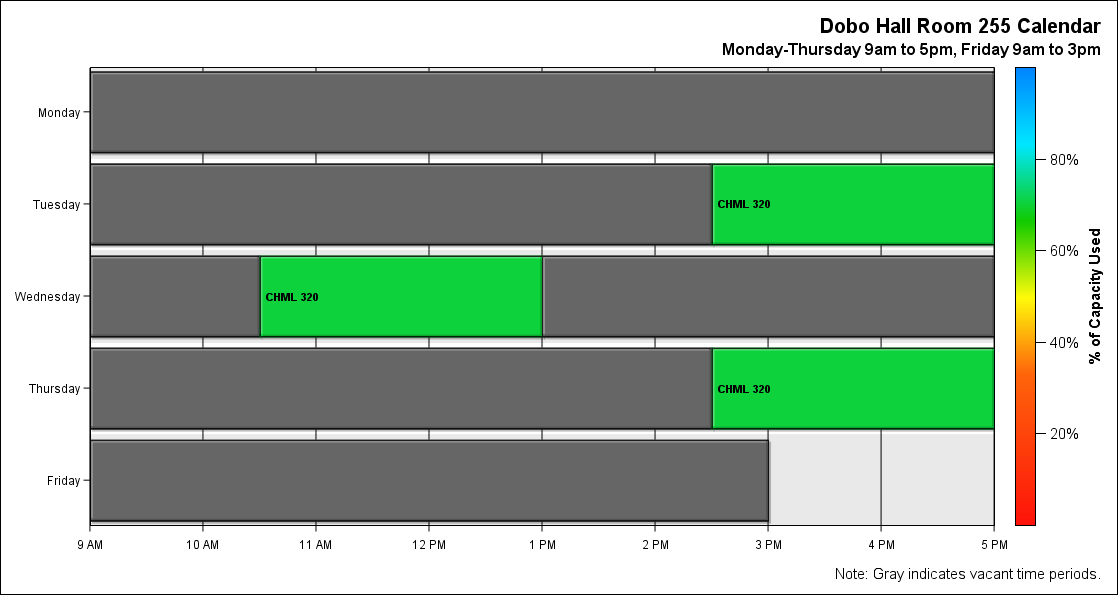 Dobo Hall Room 255 Calendar
Monday-Thursday 9am to 5pm, Friday 9am to 3pm
Monday
Tuesday
CHML 320
Wednesday
CHML 320
Thursday
CHML 320
Friday
9 AM
10 AM
11 AM
12 PM
1 PM
2 PM
3 PM
4 PM
5 PM
80%
60%
40%
20%
% of Capacity Used
Note: Gray indicates vacant time periods.